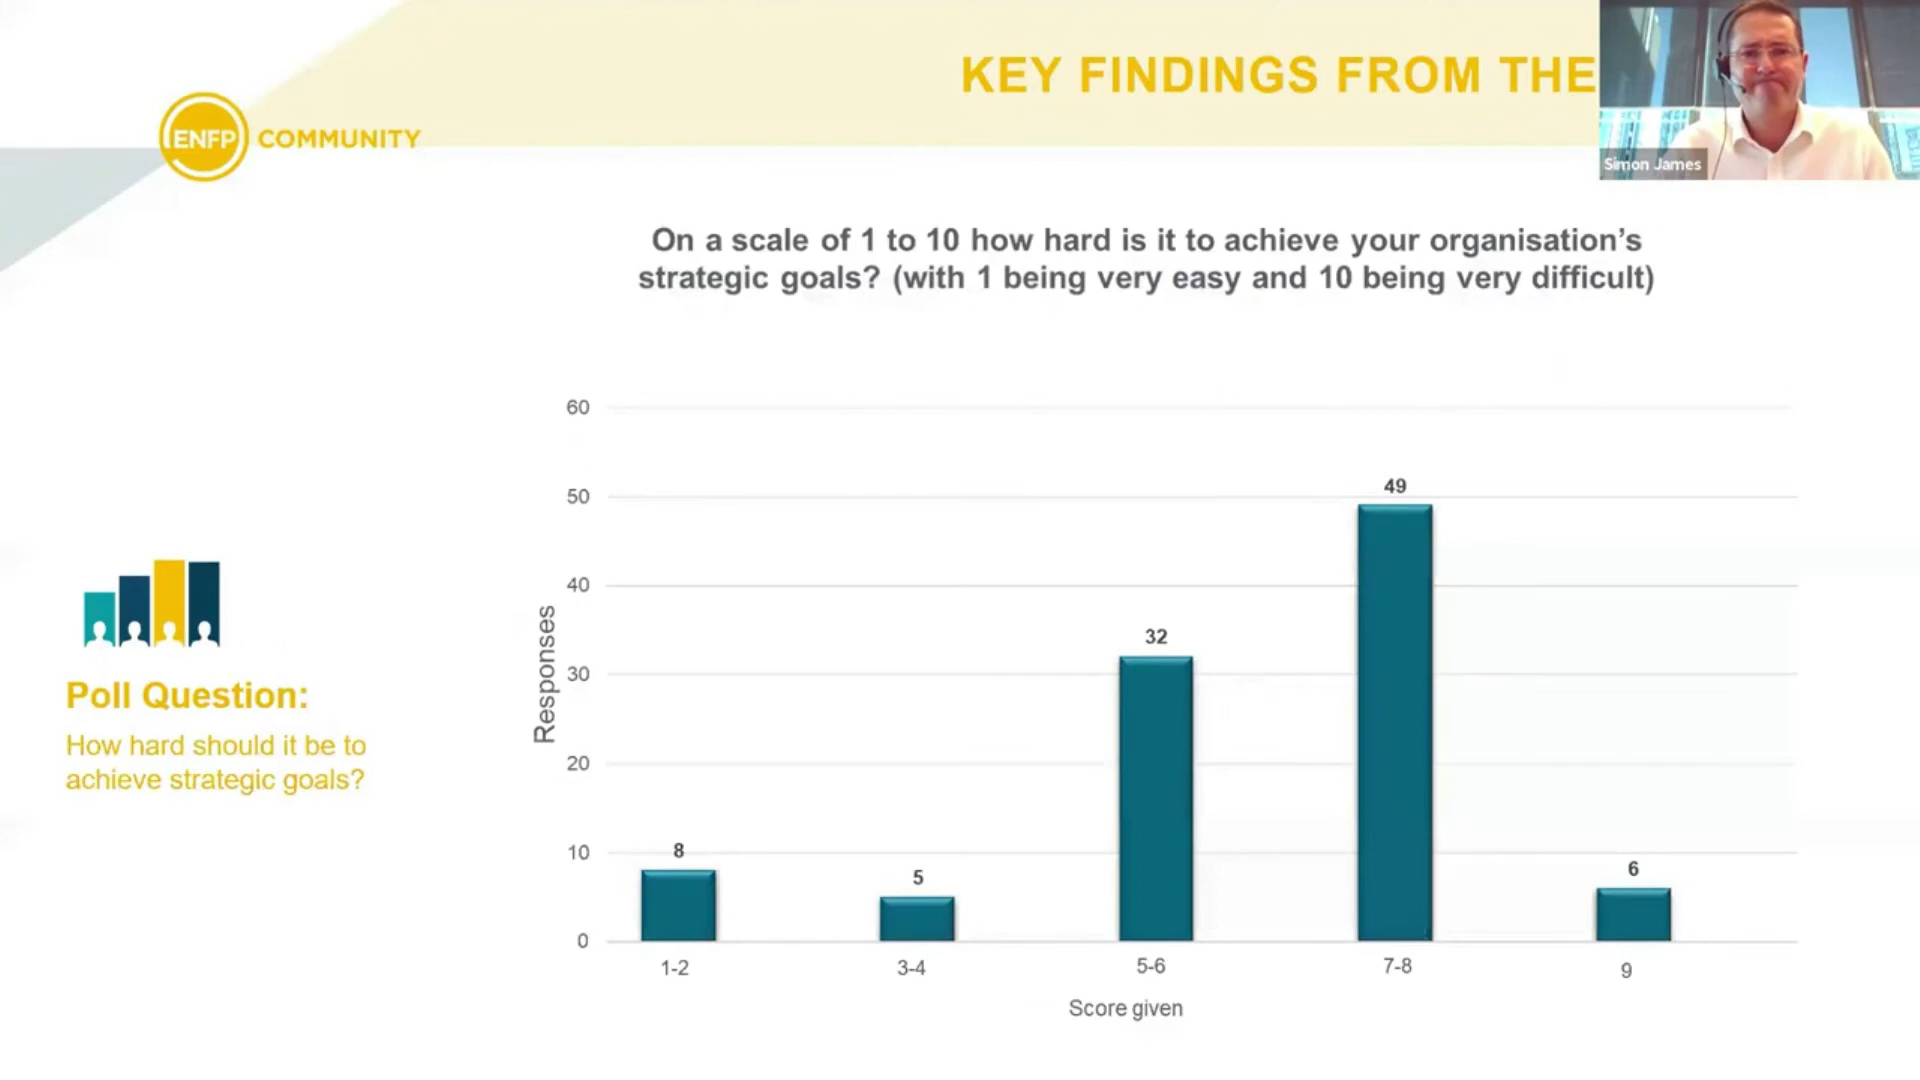 KEY FINDINGS FROM THE
ENFP COMMUNITY
Simon James
On a scale of 1 to 10 how hard is it to achieve your organisation’s
strategic goals? (with 1 being very easy and 10 being very difficult)
60
50
40
30
20
10
0
Responses
8
5
32
49
6
1-2
3-4
5-6
7-8
9
Score given
Poll Question:
How hard should it be to
achieve strategic goals?